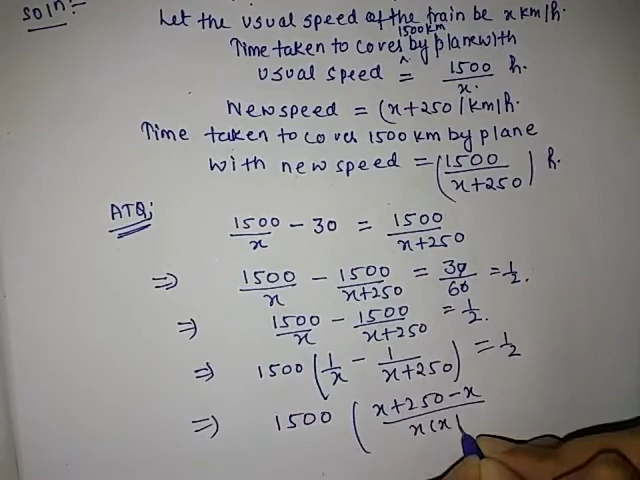 Soln:-
Let the usual speed of the train be x km/h.
Time taken to cover 1500km by plane with
usual speed = 1500/x h.
New speed = (x+250) km/h.
Time taken to cover 1500 km by plane
with new speed = (1500/x+250) h.
ATQ;
1500/x - 30 = 1500/x+250
⇒ 1500/x - 1500/x+250 = 30/60 = 1/2.
⇒ 1500/x - 1500/x+250 = 1/2.
⇒ 1500 (1/x - 1/x+250) = 1/2
⇒ 1500 (x+250-x/x(x